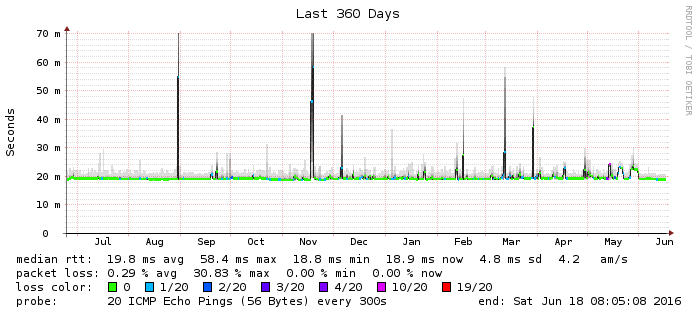 Last 360 Days
RRDTOOL / TOBI OETIKER
Seconds
70 m
60 m
50 m
40 m
30 m
20 m
10 m
0
Jul Aug Sep Oct Nov Dec Jan Feb Mar Apr May Jun
median rtt: 19.8 ms avg 58.4 ms max 18.8 ms min 18.9 ms now 4.8 ms sd 4.2 am/s
packet loss: 0.29 % avg 30.83 % max 0.00 % min 0.00 % now
loss color: 0 1/20 2/20 3/20 4/20 10/20 19/20
probe: 20 ICMP Echo Pings (56 Bytes) every 300s end: Sat Jun 18 08:05:08 2016